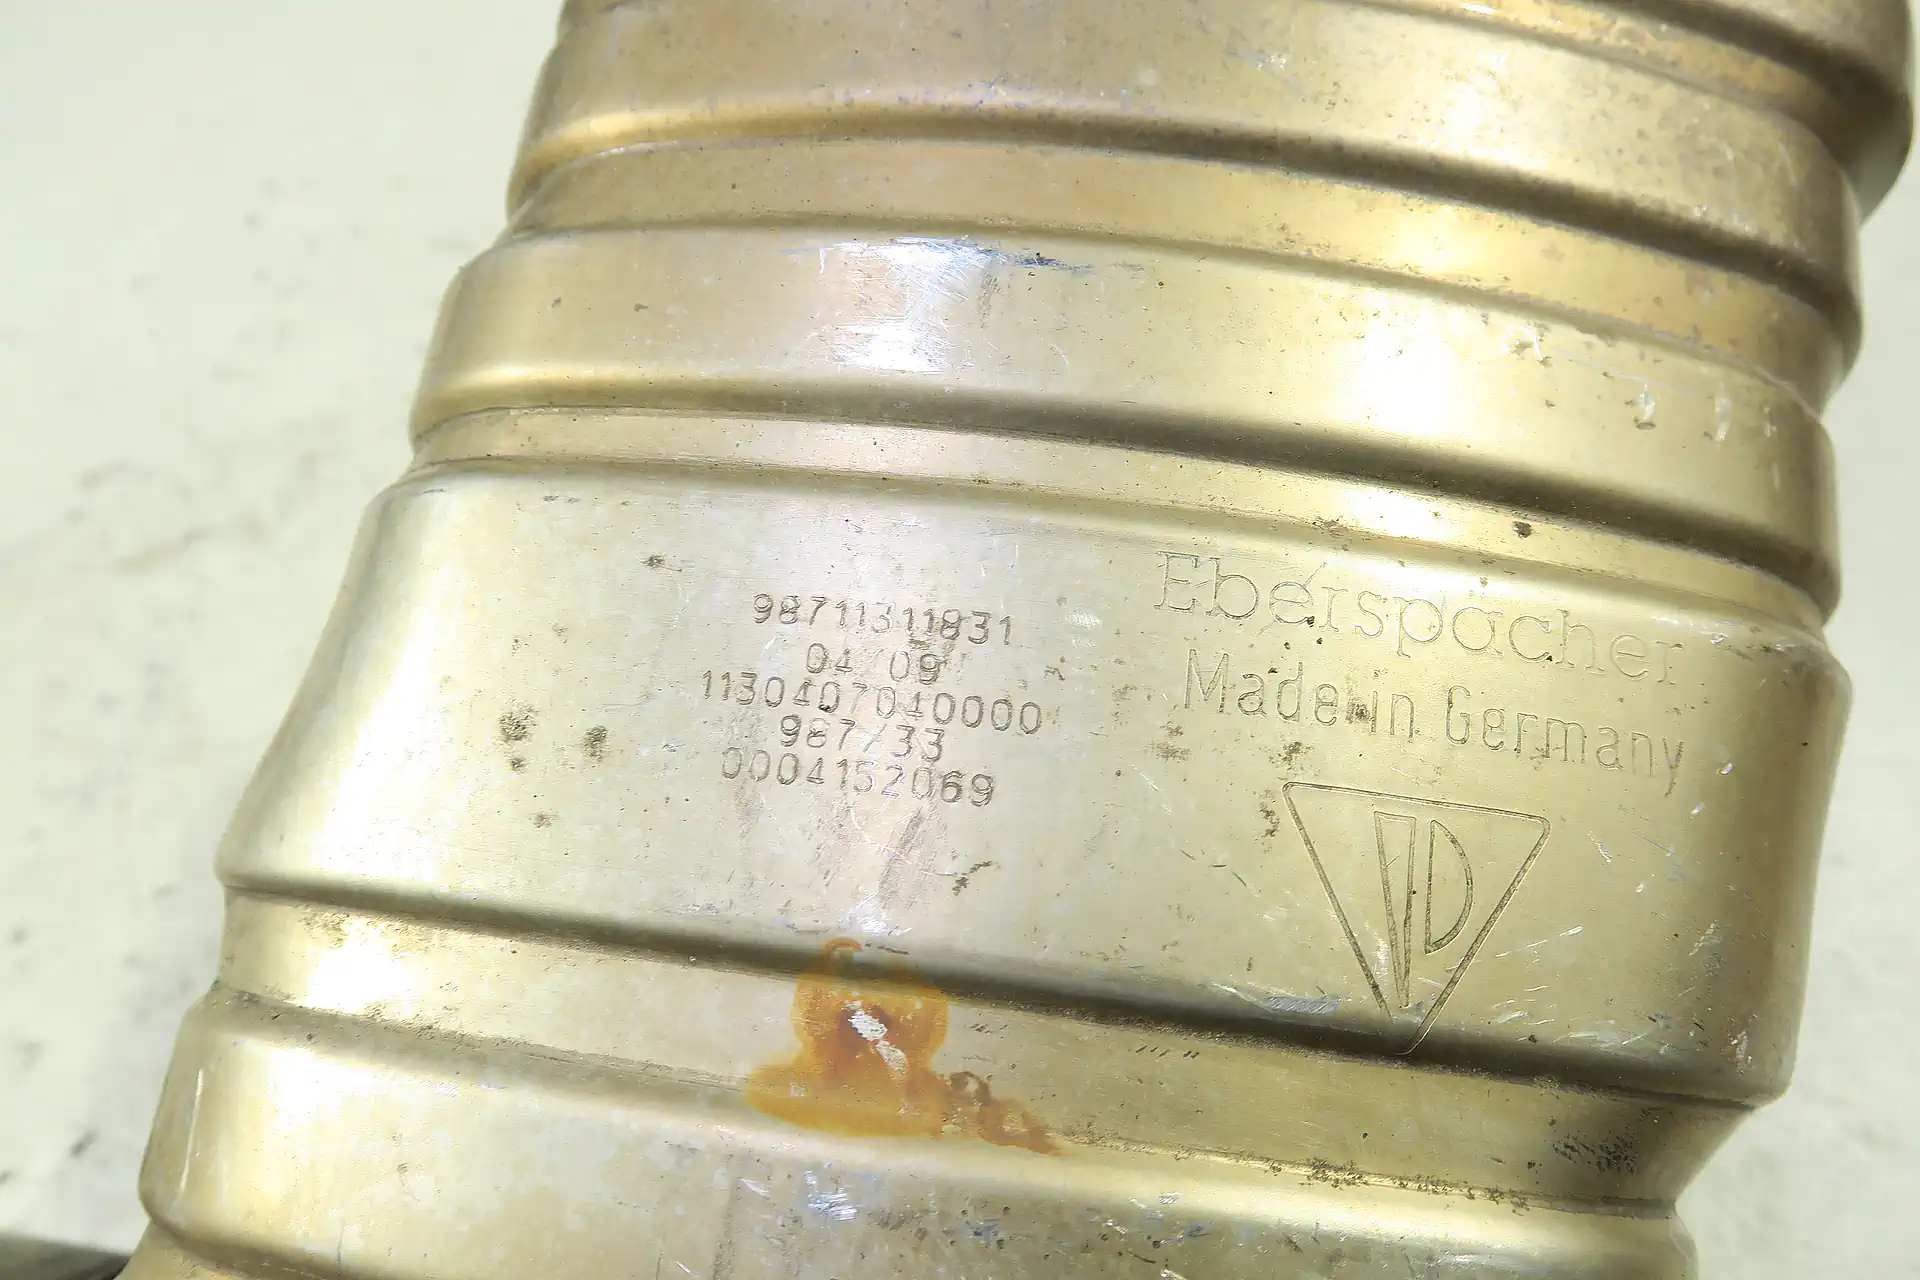 98711311831
04 09
1130407040000
987/33
0004152069
Eberspächer
Made in Germany